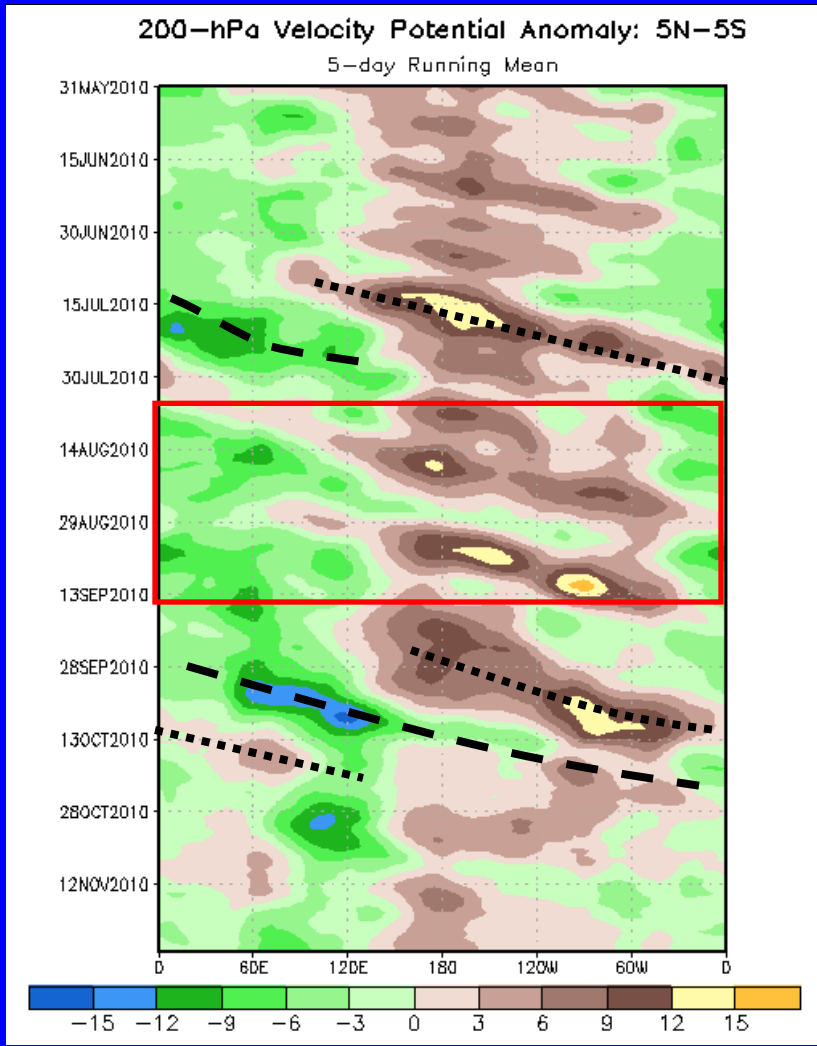 200-hPa Velocity Potential Anomaly: 5N-5S
5-day Running Mean
31MAY2010
15JUN2010
30JUN2010
15JUL2010
30JUL2010
14AUG2010
29AUG2010
13SEP2010
28SEP2010
13OCT2010
28OCT2010
12NOV2010
0 60E 120E 180 120W 60W 0
-15 -12 -9 -6 -3 0 3 6 9 12 15